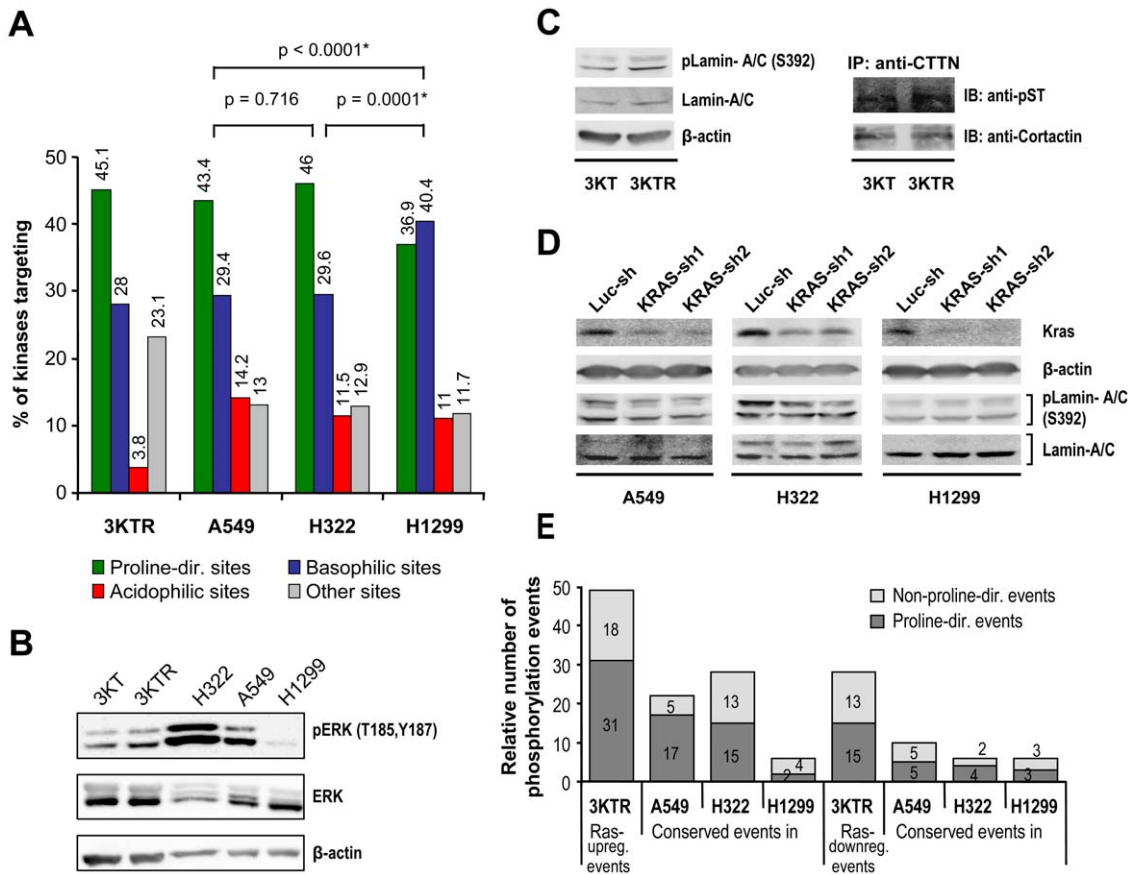 A
p < 0.0001*
p = 0.716
p = 0.0001*
% of kinases targeting
50
40
30
20
10
0
45.1
28
3.8
23.1
43.4
29.4
14.2
13
46
29.6
11.5
12.9
36.9
40.4
11
11.7
3KTR
A549
H322
H1299
Proline-dir. sites
Basophilic sites
Acidophilic sites
Other sites
B
3KT
3KTR
H322
A549
H1299
pERK (T185,Y187)
ERK
β-actin
C
pLamin- A/C (S392)
Lamin-A/C
β-actin
3KT 3KTR
IP: anti-CTTN
IB: anti-pST
IB: anti-Cortactin
3KT 3KTR
D
Luc-sh
KRAS-sh1
KRAS-sh2
Luc-sh
KRAS-sh1
KRAS-sh2
Luc-sh
KRAS-sh1
KRAS-sh2
Kras
β-actin
pLamin- A/C
(S392)
Lamin-A/C
A549
H322
H1299
E
Relative number of
phosphorylation events
50
40
30
20
10
0
Non-proline-dir. events
Proline-dir. events
18
31
5
17
13
15
4
2
13
15
5
5
2
4
3
3
3KTR
A549
H322
H1299
3KTR
A549
H322
H1299
Ras-
upreg.
events
Conserved events in
Ras-
downreg.
events
Conserved events in